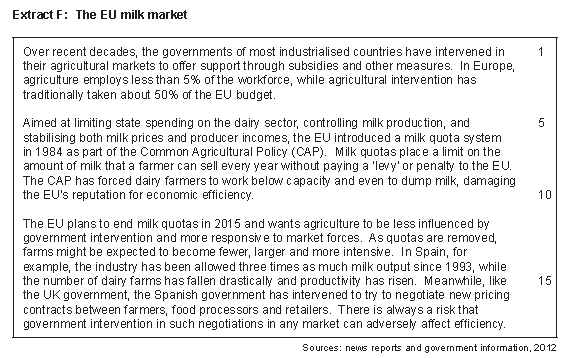 Extract F: The EU milk market
Over recent decades, the governments of most industrialised countries have intervened in 1
their agricultural markets to offer support through subsidies and other measures. In Europe,
agriculture employs less than 5% of the workforce, while agricultural intervention has
traditionally taken about 50% of the EU budget.
Aimed at limiting state spending on the dairy sector, controlling milk production, and 5
stabilising both milk prices and producer incomes, the EU introduced a milk quota system
in 1984 as part of the Common Agricultural Policy (CAP). Milk quotas place a limit on the
amount of milk that a farmer can sell every year without paying a 'levy' or penalty to the EU.
The CAP has forced dairy farmers to work below capacity and even to dump milk, damaging
the EU's reputation for economic efficiency. 10
The EU plans to end milk quotas in 2015 and wants agriculture to be less influenced by
government intervention and more responsive to market forces. As quotas are removed,
farms might be expected to become fewer, larger and more intensive. In Spain, for
example, the industry has been allowed three times as much milk output since 1993, while
the number of dairy farms has fallen drastically and productivity has risen. Meanwhile, like 15
the UK government, the Spanish government has intervened to try to negotiate new pricing
contracts between farmers, food processors and retailers. There is always a risk that
government intervention in such negotiations in any market can adversely affect efficiency.
Sources: news reports and government information, 2012